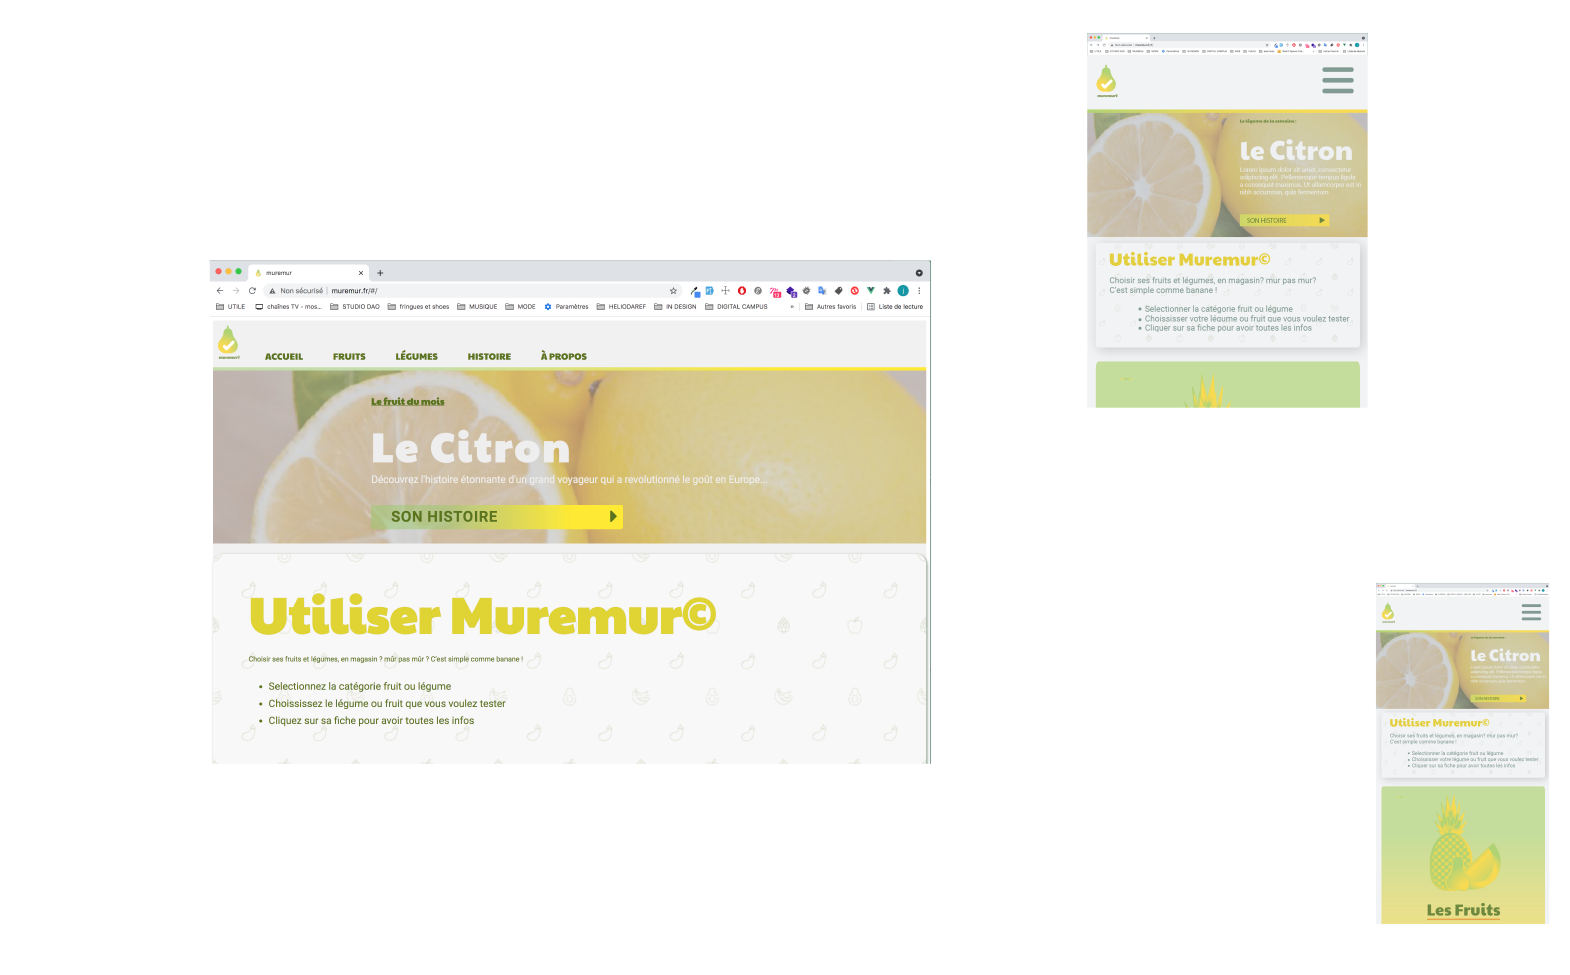 muremur
Non sécurisé
muremur.fr/#/
UTILE
chaînes TV - mos...
STUDIO DAO
fringues et shoes
MUSIQUE
MODE
Paramètres
HELIODAREF
IN DESIGN
DIGITAL CAMPUS
»
Autres favoris
Liste de lecture
ACCUEIL
FRUITS
LÉGUMES
HISTOIRE
À PROPOS
Le fruit du mois
Le Citron
Découvrez l'histoire étonnante d'un grand voyageur qui a revolutionné le goût en Europe...
SON HISTOIRE
Utiliser Muremur©
Choisir ses fruits et légumes, en magasin ? mûr pas mûr ? C'est simple comme banane !
• Selectionnez la catégorie fruit ou légume
• Choississez le légume ou fruit que vous voulez tester
• Cliquez sur sa fiche pour avoir toutes les infos
Le légume de la semaine :
Le Citron
Lorem ipsum dolor sit amet, consectetur
adipiscing elit. Pellentesque tempus ligula
a consequat maximus. Ut ullamcorper est in
nibh accumsan, quis fermentum.
SON HISTOIRE
Utiliser Muremur©
Choisir ses fruits et légumes, en magasin? mûr pas mur?
C'est simple comme banane !
• Selectionner la catégorie fruit ou légume
• Choississer votre légume ou fruit que vous voulez tester
• Cliquer sur sa fiche pour avoir toutes les infos
Le Citron
SON HISTOIRE
Utiliser Muremur©
Choisir ses fruits et légumes, en magasin? mûr pas mur?
C'est simple comme banane !
• Selectionner la catégorie fruit ou légume
• Choississer votre légume ou fruit que vous voulez tester
• Cliquer sur sa fiche pour avoir toutes les infos
Les Fruits